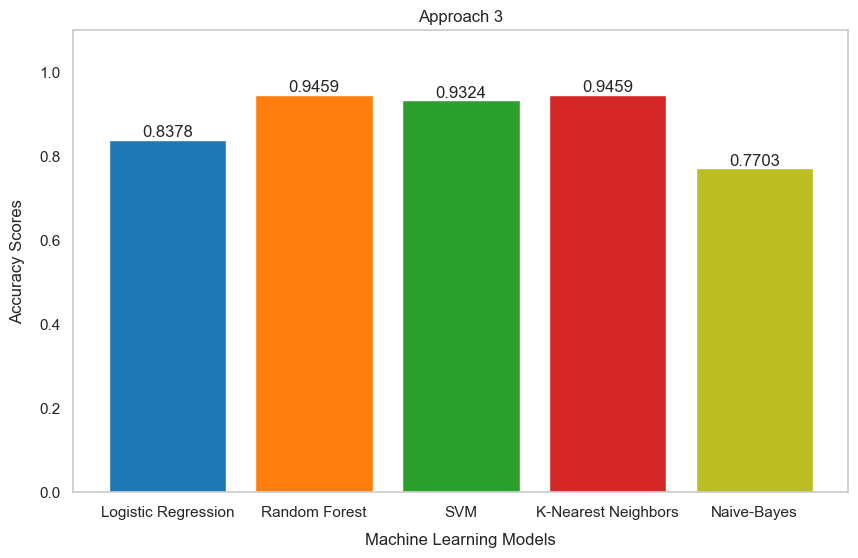 Approach 3
Accuracy Scores
1.0
0.8
0.6
0.4
0.2
0.0
0.8378
0.9459
0.9324
0.9459
0.7703
Logistic Regression
Random Forest
SVM
K-Nearest Neighbors
Naive-Bayes
Machine Learning Models